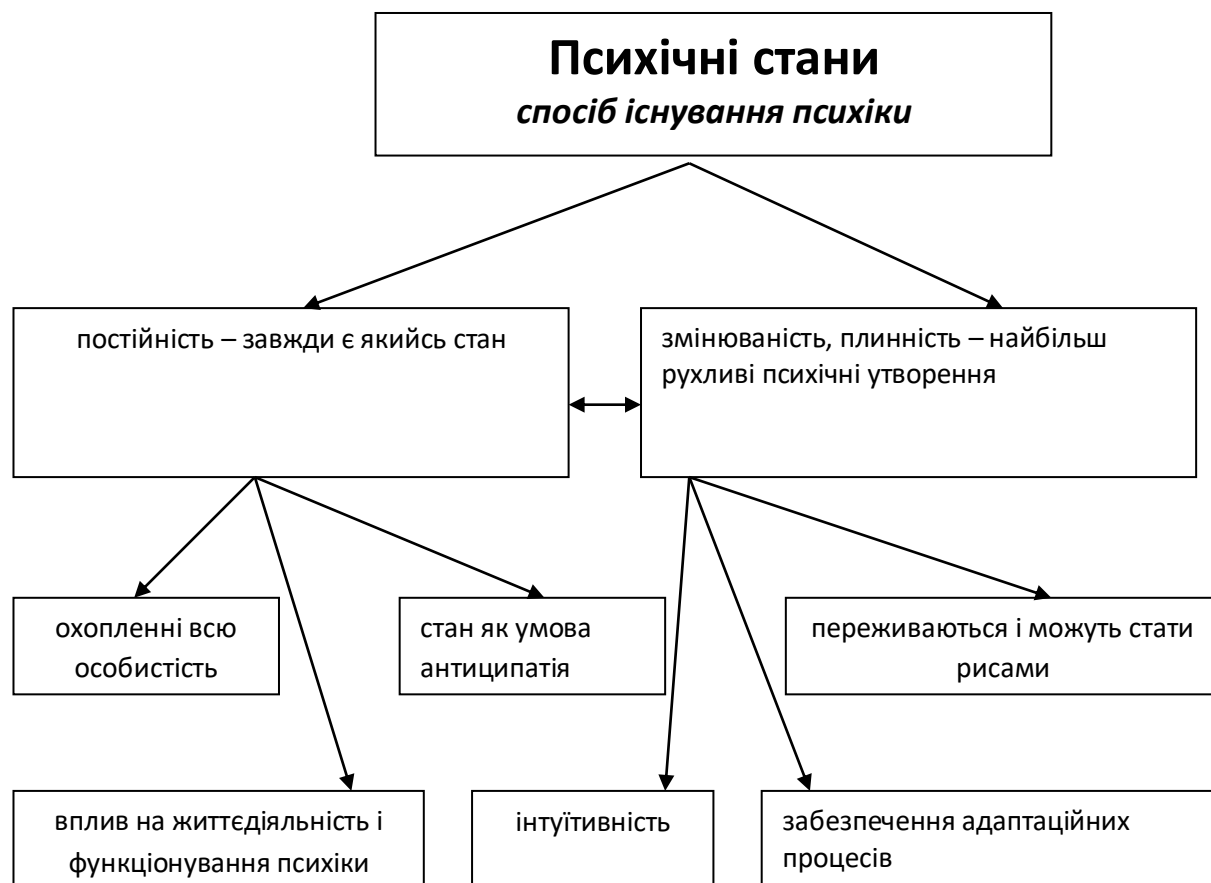 Психічні стани
спосіб існування психіки
постійність – завжди є якийсь стан
змінюваність, плинність – найбільш
рухливі психічні утворення
охопленні всю
особистість
стан як умова
антиципатія
переживаються і можуть стати
рисами
вплив на життєдіяльність і
функціонування психіки
інтуїтивність
забезпечення адаптаційних
процесів